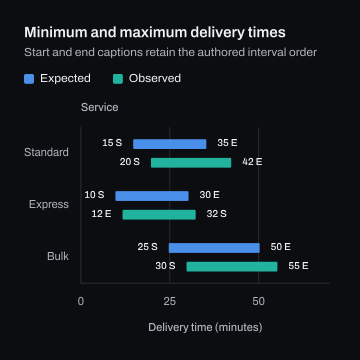 Minimum and maximum delivery times
Start and end captions retain the authored interval order
Expected Observed
Service
Standard 15 S 35 E
20 S 42 E
Express 10 S 30 E
12 E 32 S
Bulk 25 S 50 E
30 S 55 E
0 25 50
Delivery time (minutes)